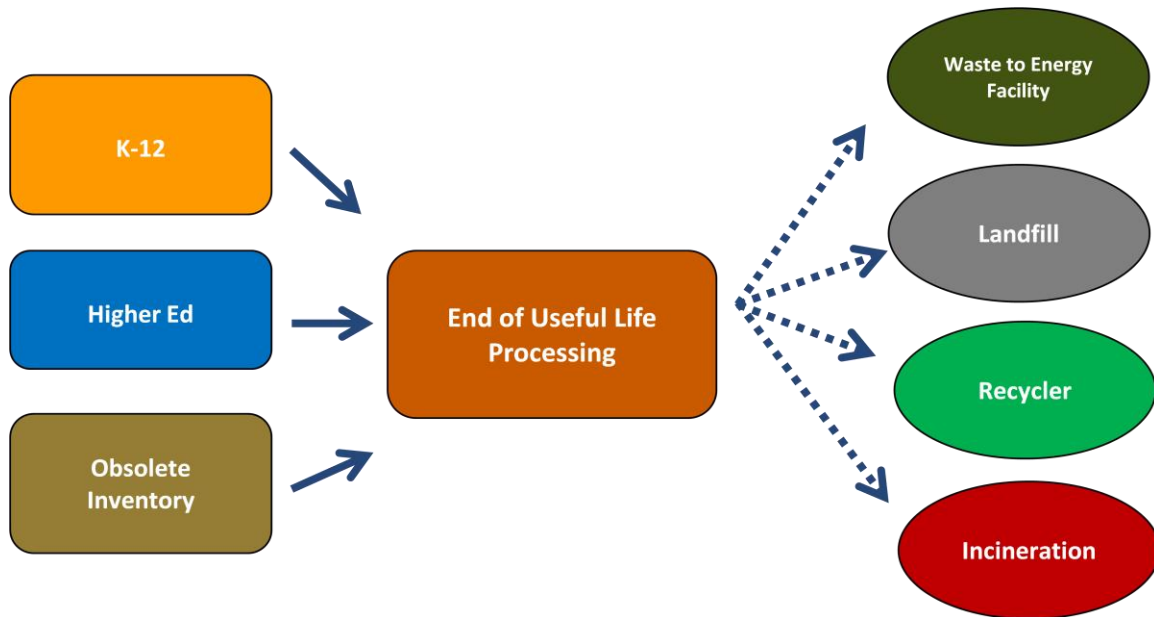 K-12
Higher Ed
Obsolete
Inventory
End of Useful Life
Processing
Waste to Energy
Facility
Landfill
Recycler
Incineration